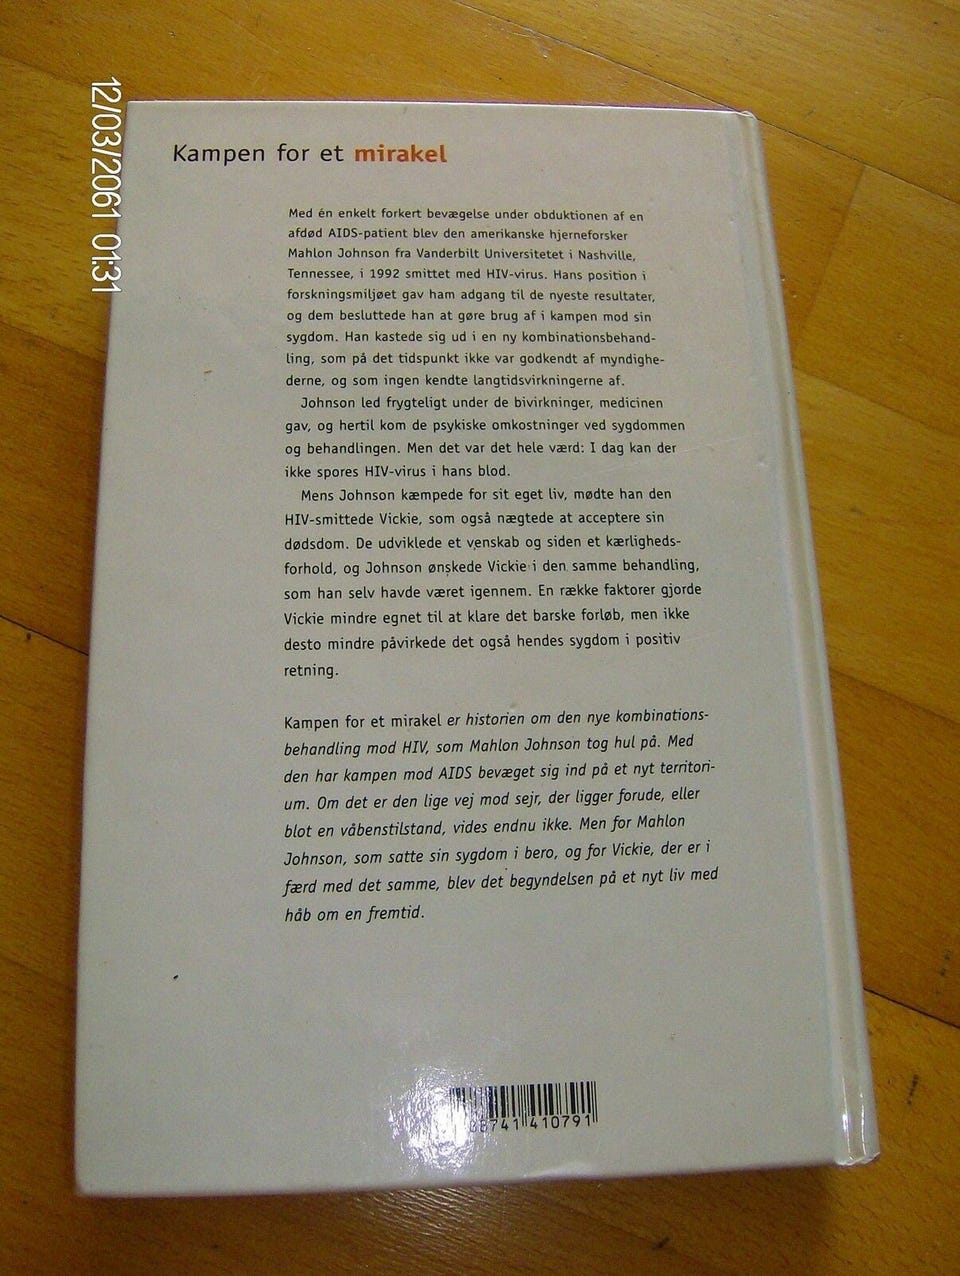 12/03/2061 01:31
Kampen for et mirakel
Med én enkelt forkert bevægelse under obduktionen af en
afdød AIDS-patient blev den amerikanske hjerneforsker
Mahlon Johnson fra Vanderbilt Universitetet i Nashville,
Tennessee, i 1992 smittet med HIV-virus. Hans position i
forskningsmiljøet gav ham adgang til de nyeste resultater,
og dem besluttede han at gøre brug af i kampen mod sin
sygdom. Han kastede sig ud i en ny kombinationsbehand-
ling, som på det tidspunkt ikke var godkendt af myndighe-
derne, og som ingen kendte langtidsvirkningerne af.
Johnson led frygteligt under de bivirkninger, medicinen
gav, og hertil kom de psykiske omkostninger ved sygdommen
og behandlingen. Men det var det hele værd: I dag kan der
ikke spores HIV-virus i hans blod.
Mens Johnson kæmpede for sit eget liv, mødte han den
HIV-smittede Vickie, som også nægtede at acceptere sin
dødsdom. De udviklede et venskab og siden et kærligheds-
forhold, og Johnson ønskede Vickie i den samme behandling,
som han selv havde været igennem. En række faktorer gjorde
Vickie mindre egnet til at klare det barske forløb, men ikke
desto mindre påvirkede det også hendes sygdom i positiv
retning.
Kampen for et mirakel er historien om den nye kombinations-
behandling mod HIV, som Mahlon Johnson tog hul på. Med
den har kampen mod AIDS bevæget sig ind på et nyt territori-
um. Om det er den lige vej mod sejr, der ligger forude, eller
blot en våbenstilstand, vides endnu ikke. Men for Mahlon
Johnson, som satte sin sygdom i bero, og for Vickie, der er i
færd med det samme, blev det begyndelsen på et nyt liv med
håb om en fremtid.
410791